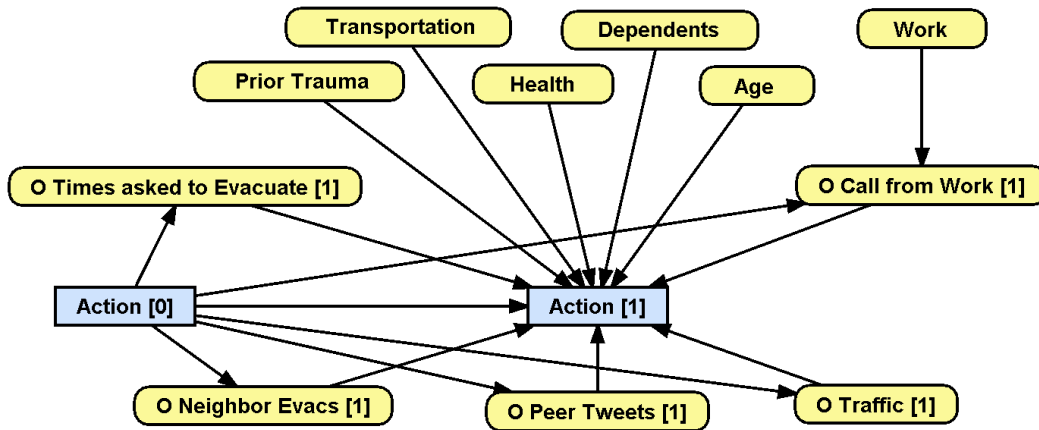 Transportation
Dependents
Work
Prior Trauma
Health
Age
O Times asked to Evacuate [1]
O Call from Work [1]
Action [0]
Action [1]
O Neighbor Evacs [1]
O Peer Tweets [1]
O Traffic [1]